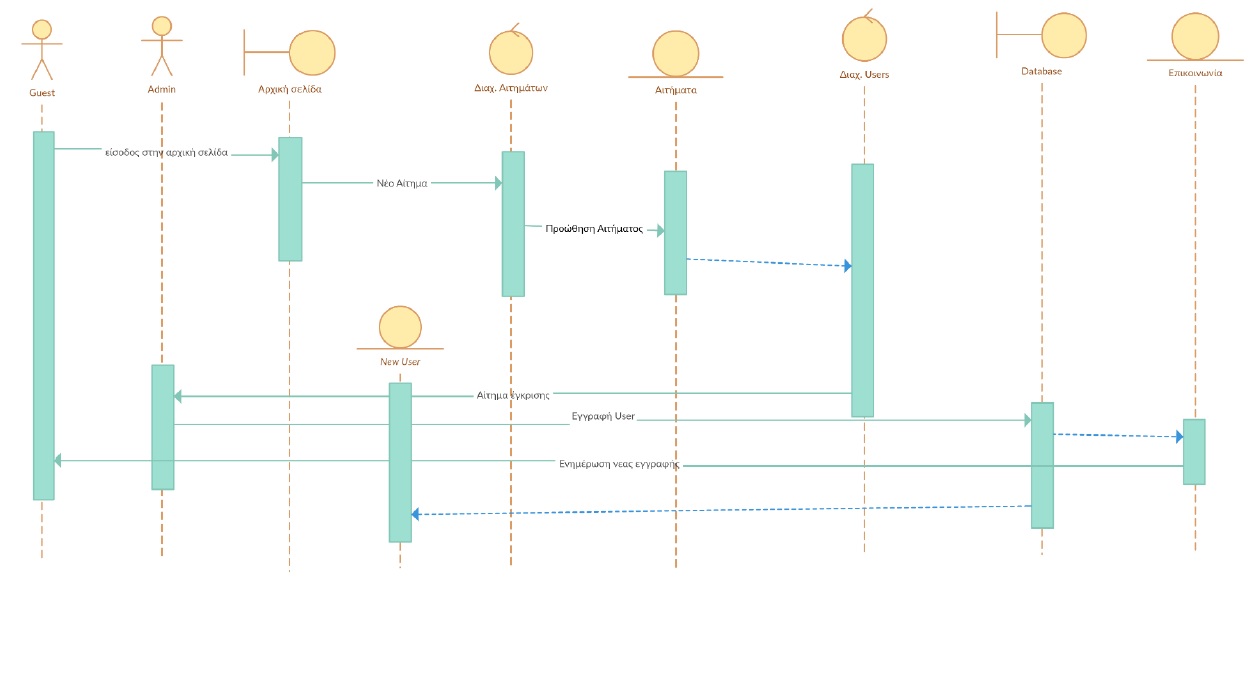 Guest
Admin
Αρχική σελίδα
Διαχ. Αιτημάτων
Αιτήματα
Διαχ. Users
Database
Επικοινωνία
είσοδος στην αρχική σελίδα
Νέο Αίτημα
Προώθηση Αιτήματος
New User
Αίτημα έγκρισης
Εγγραφή User
Ενημέρωση νεας εγγραφής